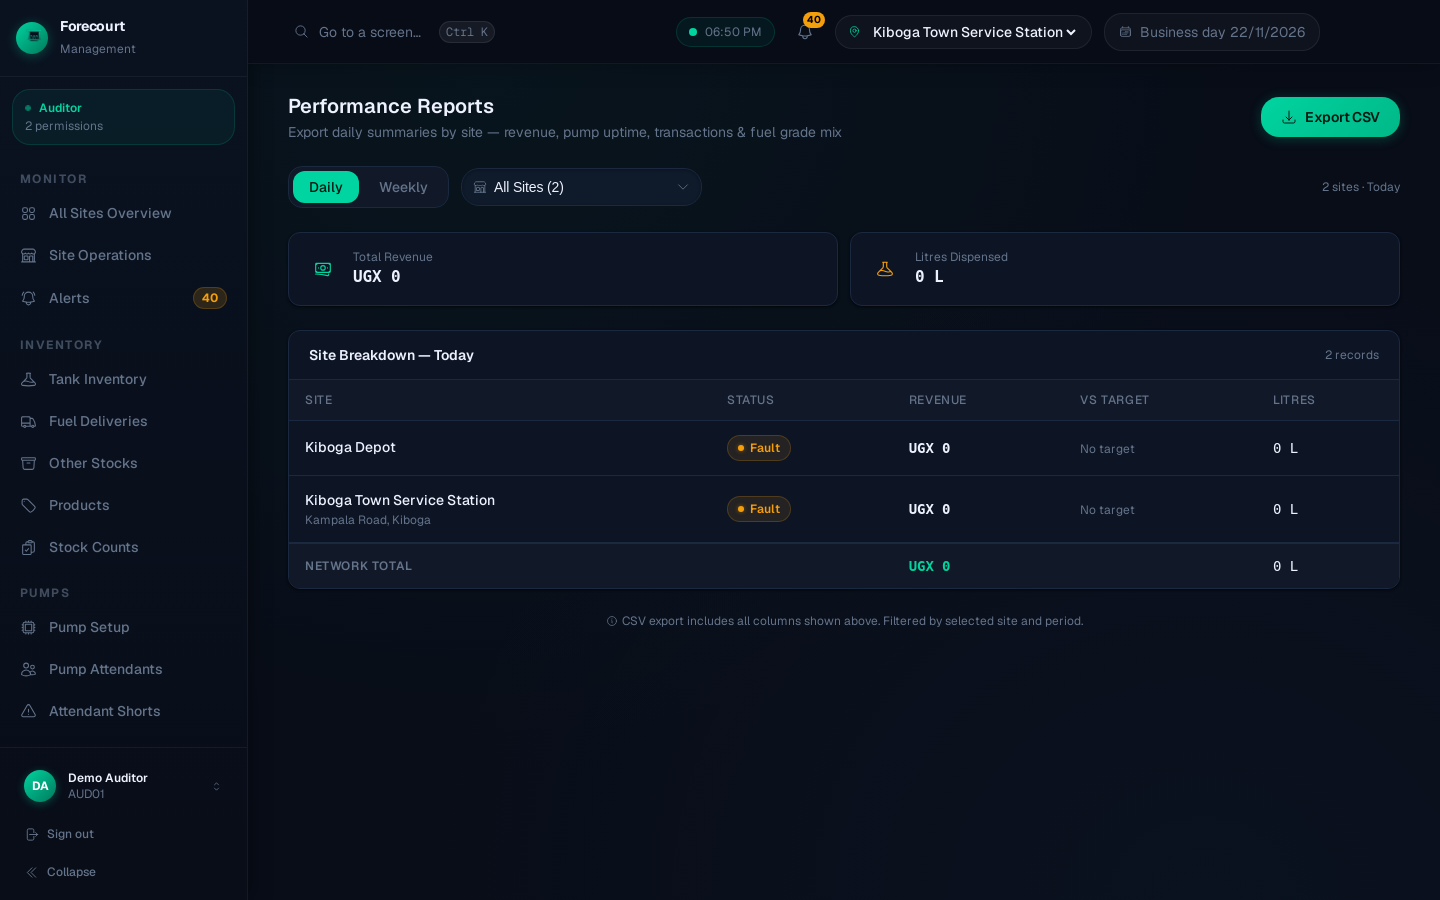 Forecourt
Management
Go to a screen...
Ctrl K
06:50 PM
40
Kiboga Town Service Station
Business day 22/11/2026
Auditor
2 permissions
MONITOR
All Sites Overview
Site Operations
Alerts
40
INVENTORY
Tank Inventory
Fuel Deliveries
Other Stocks
Products
Stock Counts
PUMPS
Pump Setup
Pump Attendants
Attendant Shorts
DA
Demo Auditor
AUD01
Sign out
Collapse
Performance Reports
Export daily summaries by site — revenue, pump uptime, transactions & fuel grade mix
Export CSV
Daily
Weekly
All Sites (2)
2 sites · Today
Total Revenue
UGX 0
Litres Dispensed
0 L
Site Breakdown — Today
2 records
SITE STATUS REVENUE VS TARGET LITRES
Kiboga Depot Fault UGX 0 No target 0 L
Kiboga Town Service Station
Kampala Road, Kiboga
Fault UGX 0 No target 0 L
NETWORK TOTAL UGX 0 0 L
CSV export includes all columns shown above. Filtered by selected site and period.